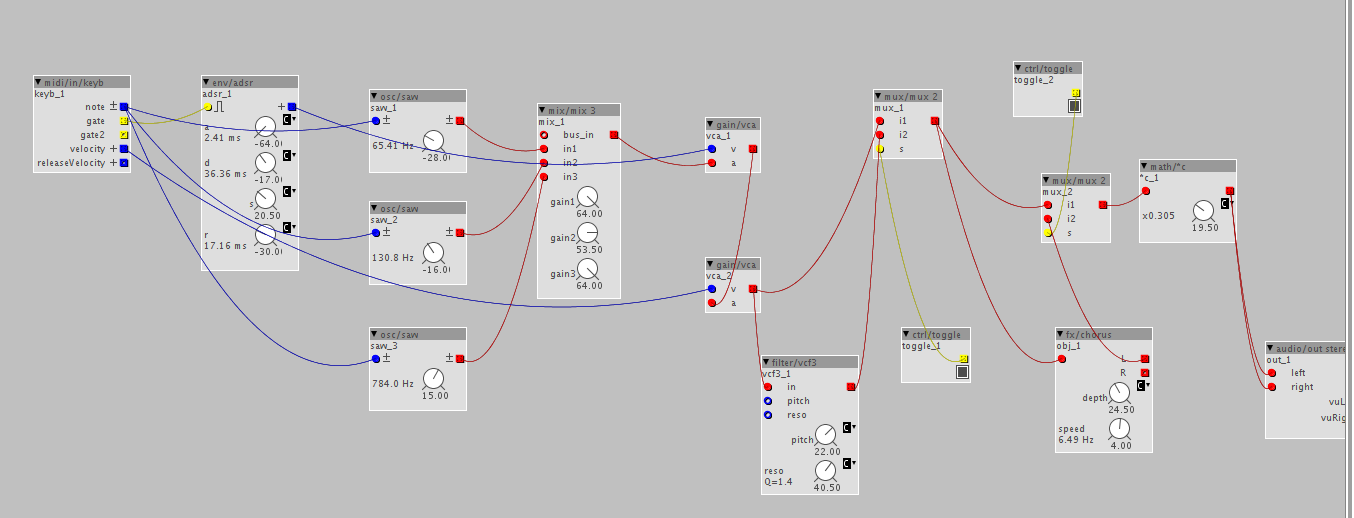 midi/in/keyb
keyb_1
note ±
gate
gate2
velocity +
releaseVelocity +
env/adsr
adsr_1
+
a
2.41 ms
-64.0
d
36.36 ms
-17.0
s
20.50
r
17.16 ms
-30.0
osc/saw
saw_1
± ±
65.41 Hz
-28.0
osc/saw
saw_2
± ±
130.8 Hz
-16.0
osc/saw
saw_3
± ±
784.0 Hz
15.00
mix/mix 3
mix_1
bus_in
in1
in2
in3
gain1
64.00
gain2
53.50
gain3
64.00
gain/vca
vca_1
v
a
gain/vca
vca_2
v
a
filter/vcf3
vcf3_1
in
pitch
reso
pitch
22.00
reso
Q=1.4
40.50
mux/mux 2
mux_1
i1
i2
s
ctrl/toggle
toggle_1
ctrl/toggle
toggle_2
mux/mux 2
mux_2
i1
i2
s
fx/chorus
obj_1
L
R
depth
24.50
speed
6.49 Hz
4.00
math/*c
*c_1
x0.305
19.50
audio/out stere
out_1
left
right
vuL
vuRig